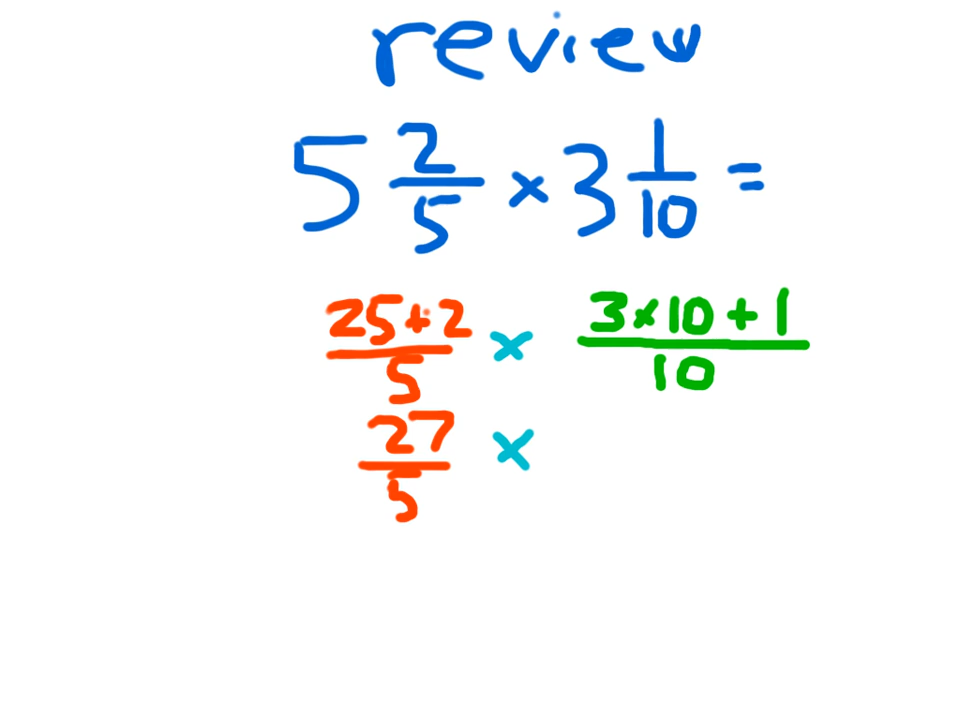 review
5 2/5 × 3 1/10 =
25+2/5 × 3×10+1/10
27/5 ×